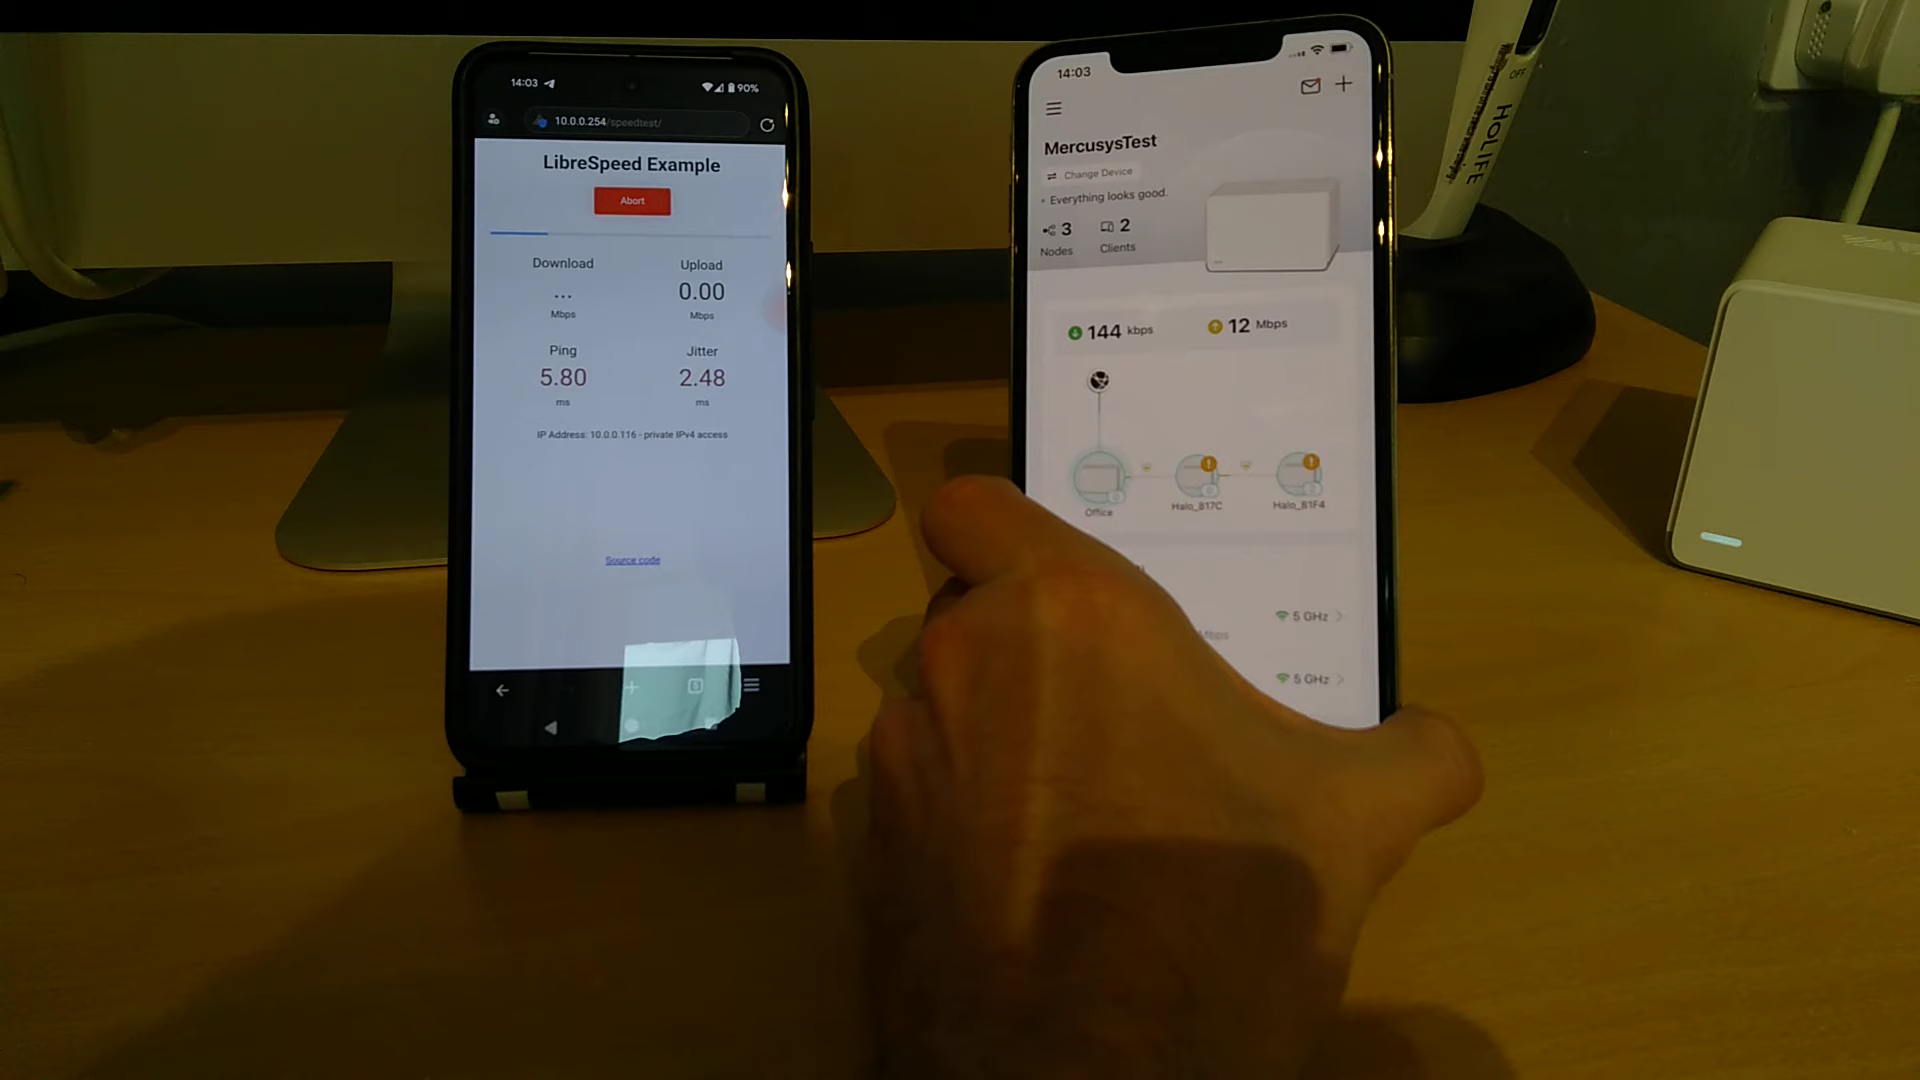 14:03
90%
10.0.0.254/speedtest/
LibreSpeed Example
Abort
Download
Upload
...
0.00
Mbps
Mbps
Ping
Jitter
5.80
2.48
ms
ms
IP Address: 10.0.0.116 - private IPv4 access
Source code
14:03
MercusysTest
Change Device
Everything looks good.
3
2
Nodes
Clients
144 kbps
12 Mbps
Office
Halo_817C
Halo_81F4
5 GHz
Mbps
5 GHz
OFF
HOLIFE